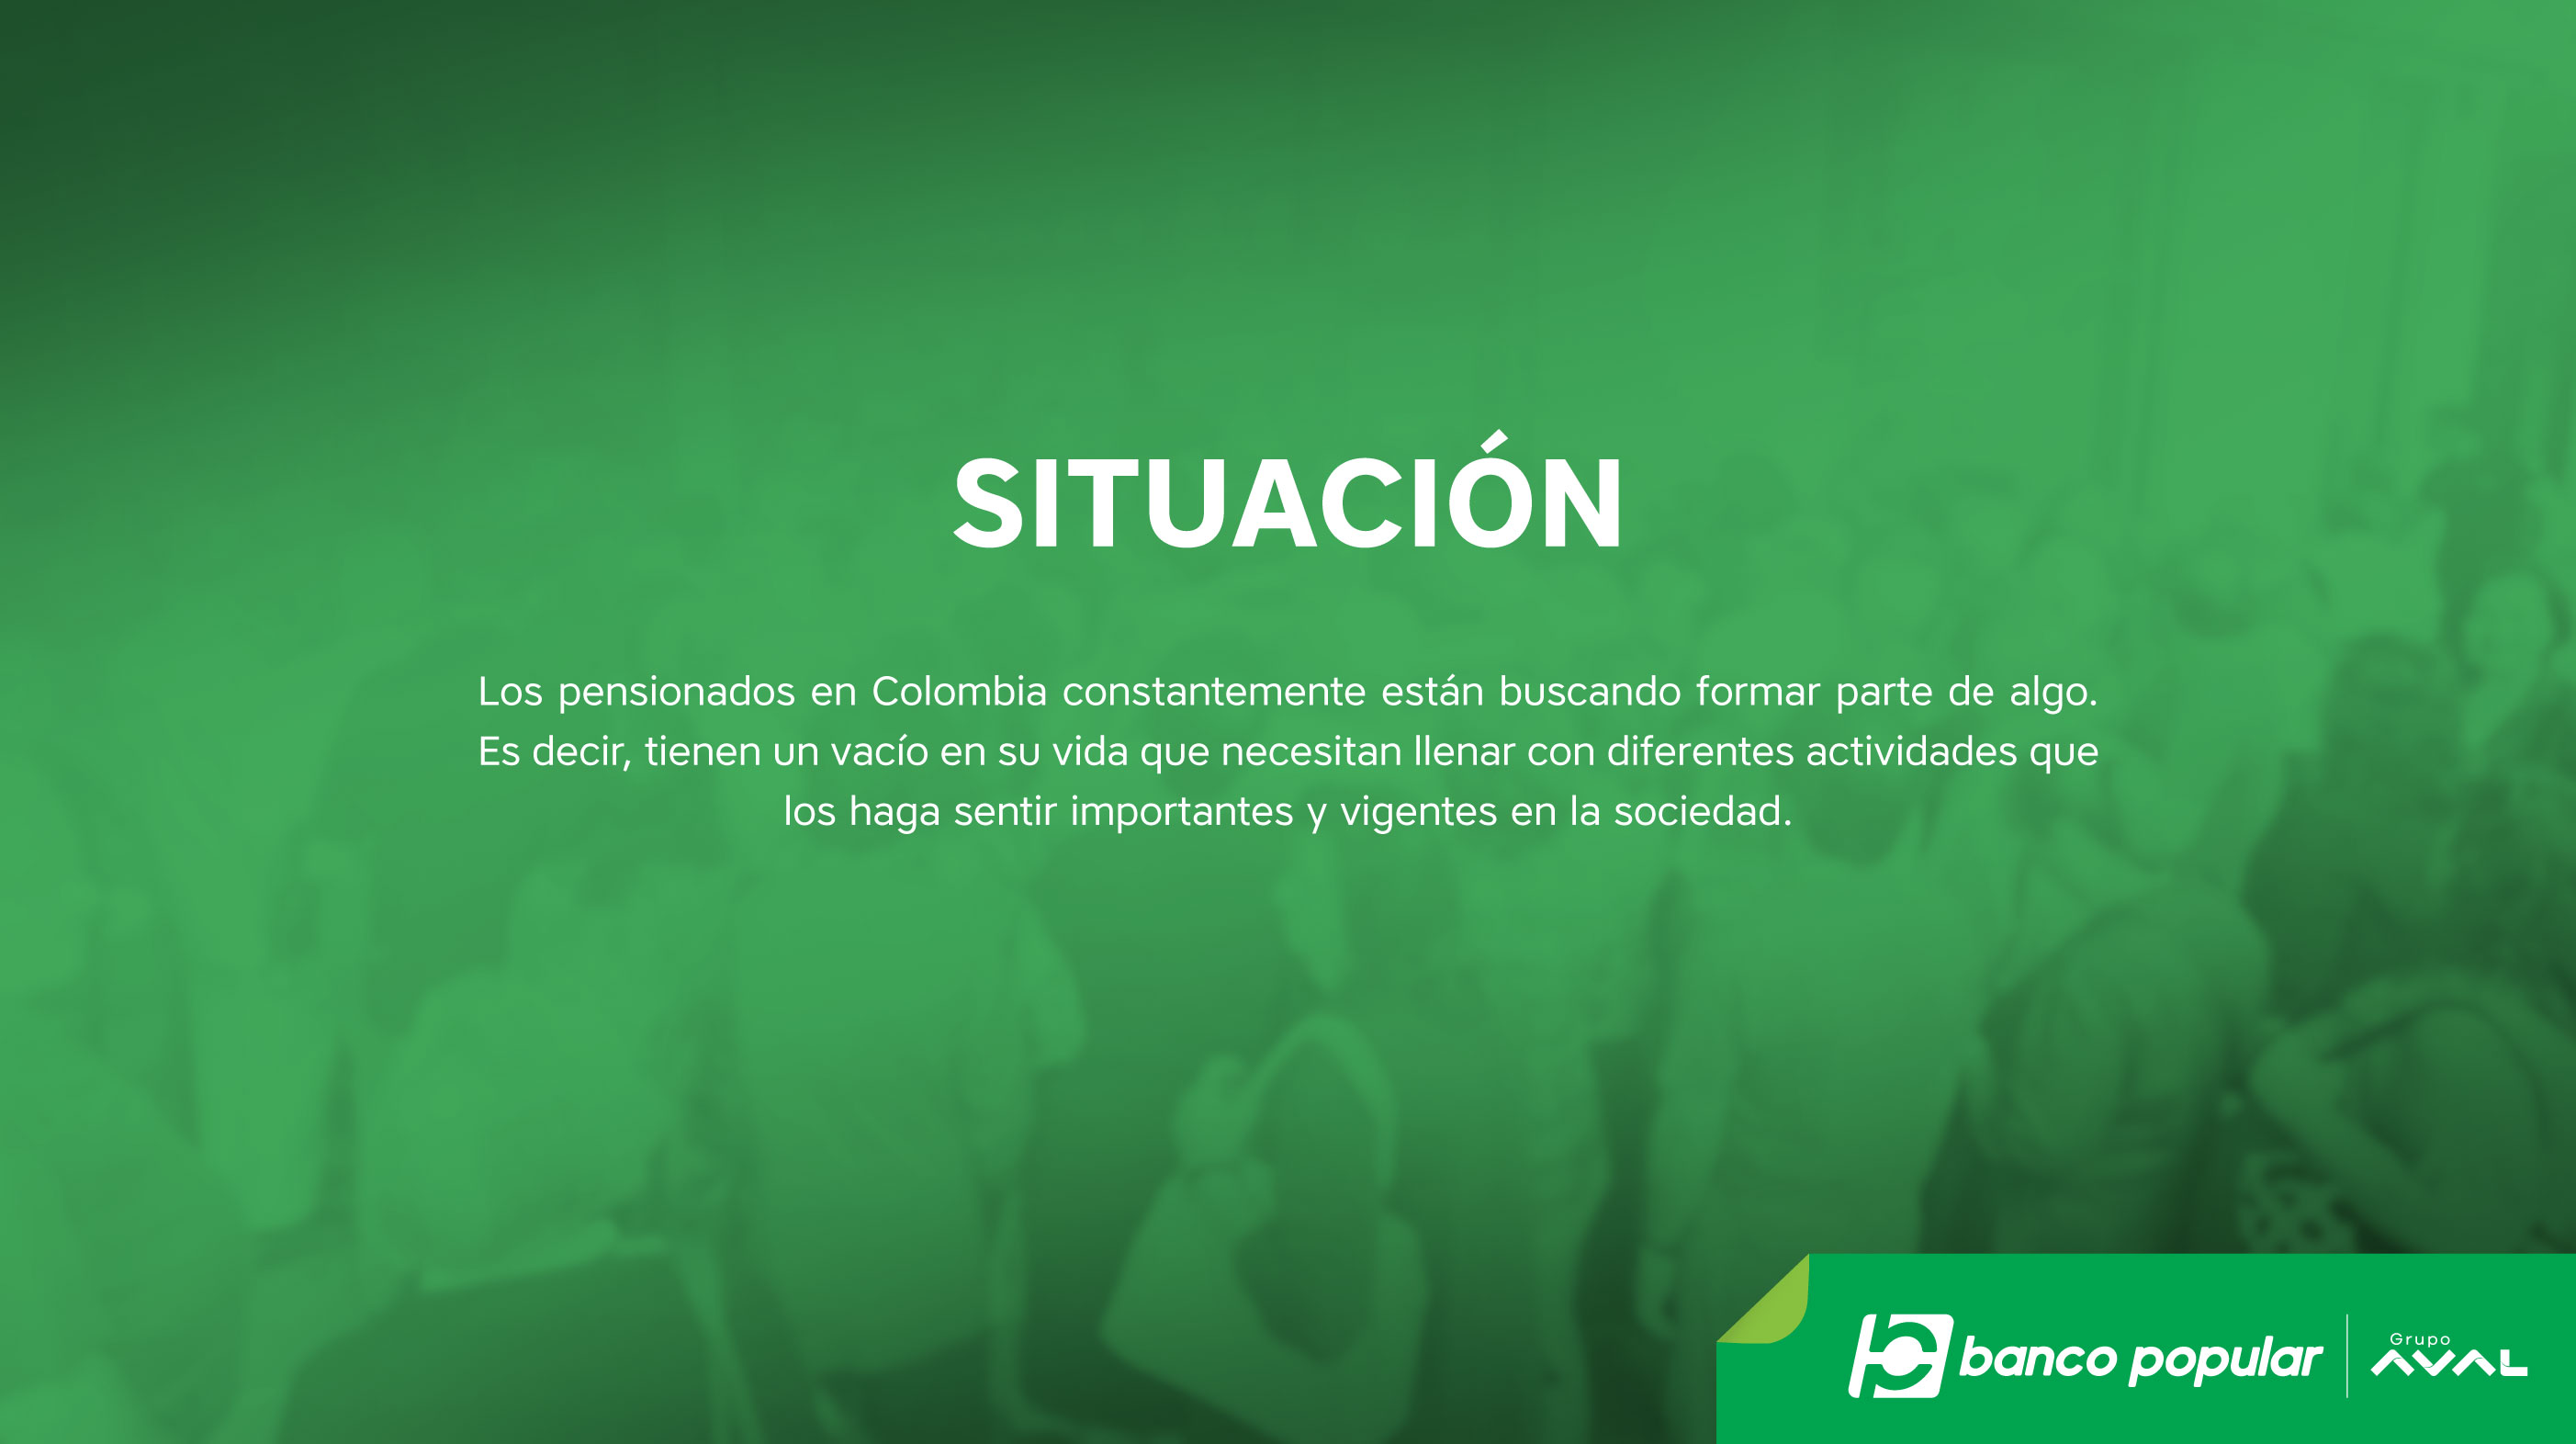 SITUACIÓN
Los pensionados en Colombia constantemente están buscando formar parte de algo.
Es decir, tienen un vacío en su vida que necesitan llenar con diferentes actividades que
los haga sentir importantes y vigentes en la sociedad.
banco popular
Grupo
AVAL